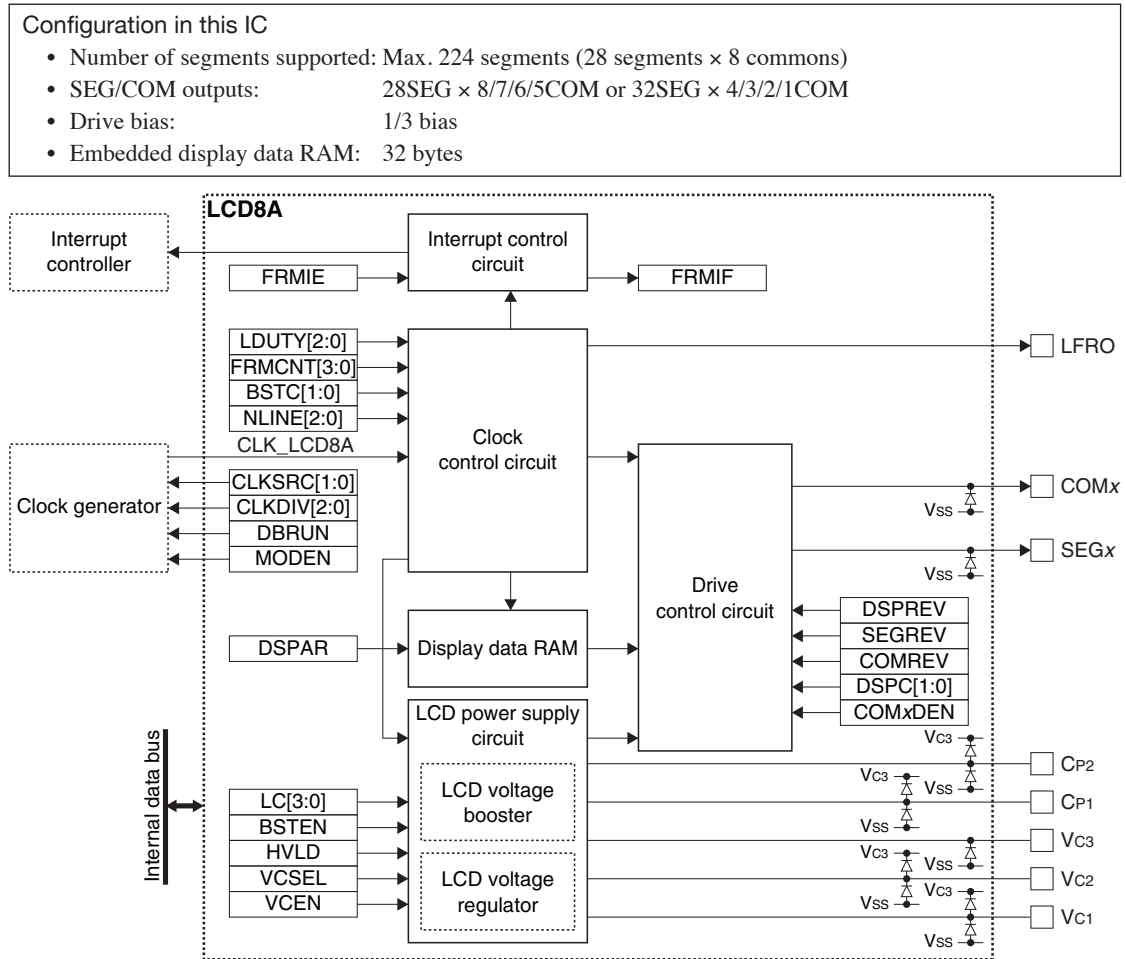 Configuration in this IC
• Number of segments supported: Max. 224 segments (28 segments × 8 commons)
• SEG/COM outputs: 28SEG × 8/7/6/5COM or 32SEG × 4/3/2/1COM
• Drive bias: 1/3 bias
• Embedded display data RAM: 32 bytes
LCD8A
Interrupt
controller
Interrupt control
circuit
FRMIE
FRMIF
LDUTY[2:0]
FRMCNT[3:0]
BSTC[1:0]
NLINE[2:0]
CLK_LCD8A
Clock
control circuit
LFRO
Clock generator
CLKSRC[1:0]
CLKDIV[2:0]
DBRUN
MODEN
Drive
control circuit
COMx
VSS
SEGx
VSS
DSPREV
SEGREV
COMREV
DSPC[1:0]
COMxDEN
DSPAR
Display data RAM
LCD power supply
circuit
LCD voltage
booster
LCD voltage
regulator
Internal data bus
LC[3:0]
BSTEN
HVLD
VCSEL
VCEN
VC3
CP2
VC3
VSS
CP1
VSS
VC3
VC3
VSS
VC2
VC3
VSS
VC1
VSS